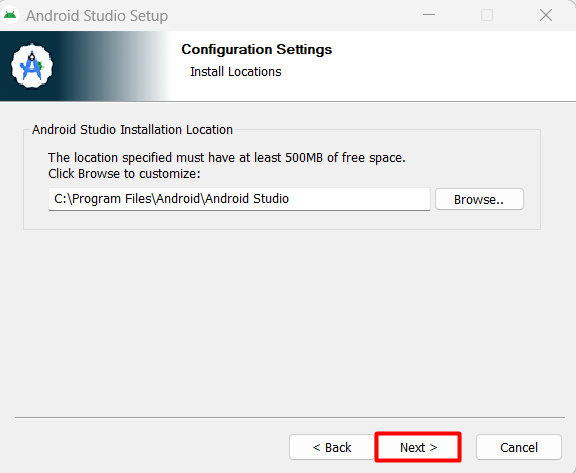 Android Studio Setup
Configuration Settings
Install Locations
Android Studio Installation Location
The location specified must have at least 500MB of free space.
Click Browse to customize:
C:\Program Files\Android\Android Studio
Browse..
< Back
Next >
Cancel